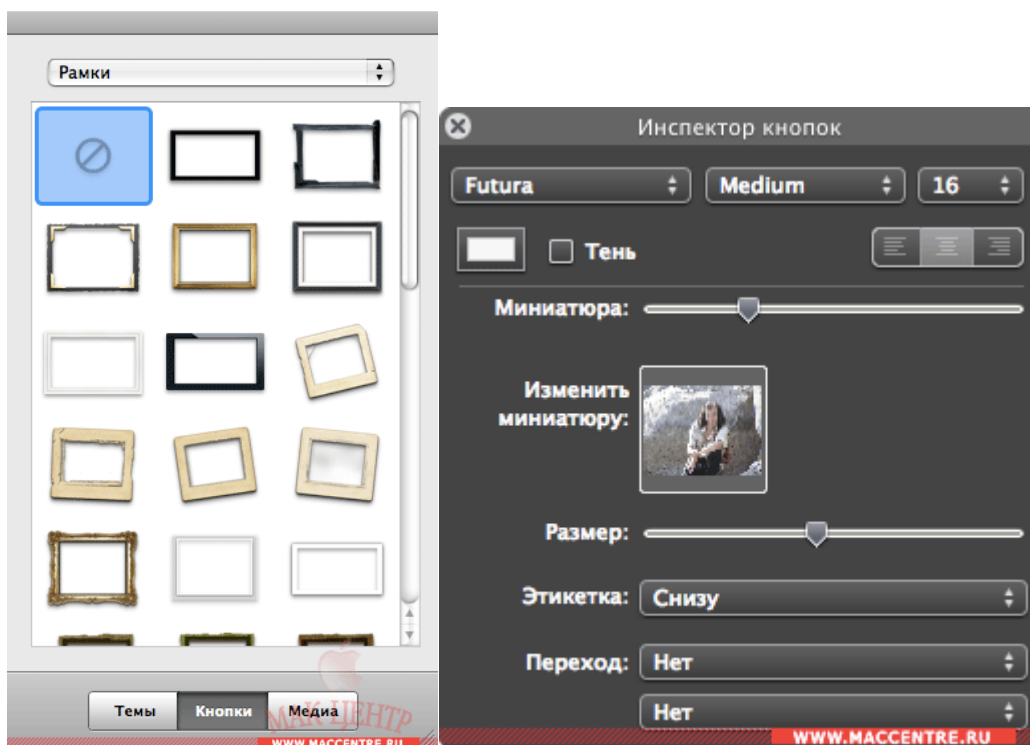 Рамки
Темы
Кнопки
Медиа
МАК-ЦЕНТР
WWW.MACCENTRE.RU
Инспектор кнопок
Futura
Medium
16
Тень
Миниатюра:
Изменить
миниатюру:
Размер:
Этикетка:
Снизу
Переход:
Нет
Нет
WWW.MACCENTRE.RU